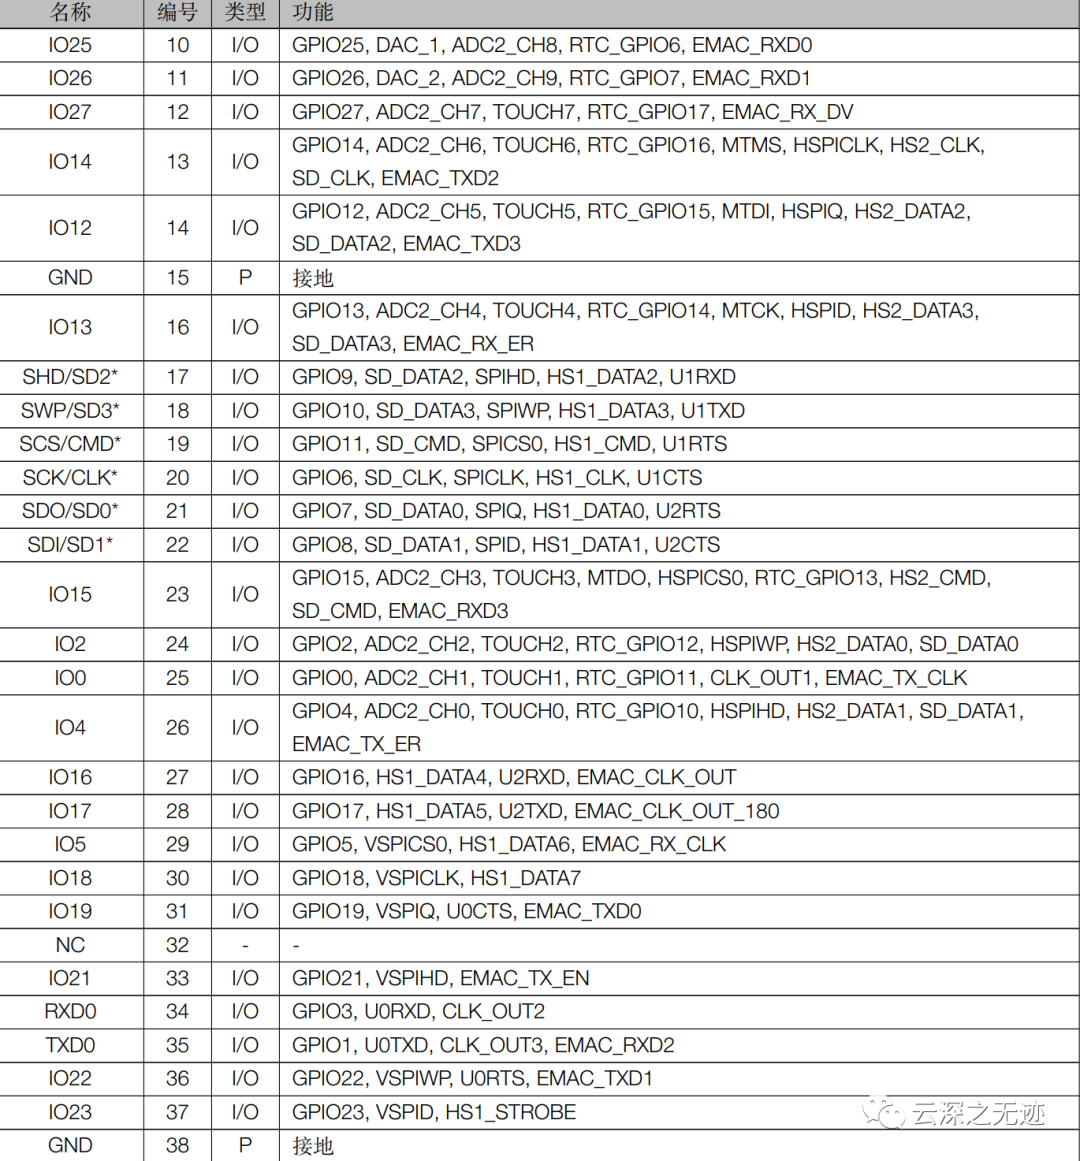 名称 编号 类型 功能
IO25 10 I/O GPIO25, DAC_1, ADC2_CH8, RTC_GPIO6, EMAC_RXD0
IO26 11 I/O GPIO26, DAC_2, ADC2_CH9, RTC_GPIO7, EMAC_RXD1
IO27 12 I/O GPIO27, ADC2_CH7, TOUCH7, RTC_GPIO17, EMAC_RX_DV
IO14 13 I/O GPIO14, ADC2_CH6, TOUCH6, RTC_GPIO16, MTMS, HSPICLK, HS2_CLK,
SD_CLK, EMAC_TXD2
IO12 14 I/O GPIO12, ADC2_CH5, TOUCH5, RTC_GPIO15, MTDI, HSPIQ, HS2_DATA2,
SD_DATA2, EMAC_TXD3
GND 15 P 接地
IO13 16 I/O GPIO13, ADC2_CH4, TOUCH4, RTC_GPIO14, MTCK, HSPID, HS2_DATA3,
SD_DATA3, EMAC_RX_ER
SHD/SD2* 17 I/O GPIO9, SD_DATA2, SPIHD, HS1_DATA2, U1RXD
SWP/SD3* 18 I/O GPIO10, SD_DATA3, SPIWP, HS1_DATA3, U1TXD
SCS/CMD* 19 I/O GPIO11, SD_CMD, SPICS0, HS1_CMD, U1RTS
SCK/CLK* 20 I/O GPIO6, SD_CLK, SPICLK, HS1_CLK, U1CTS
SDO/SD0* 21 I/O GPIO7, SD_DATA0, SPIQ, HS1_DATA0, U2RTS
SDI/SD1* 22 I/O GPIO8, SD_DATA1, SPID, HS1_DATA1, U2CTS
IO15 23 I/O GPIO15, ADC2_CH3, TOUCH3, MTDO, HSPICS0, RTC_GPIO13, HS2_CMD,
SD_CMD, EMAC_RXD3
IO2 24 I/O GPIO2, ADC2_CH2, TOUCH2, RTC_GPIO12, HSPIWP, HS2_DATA0, SD_DATA0
IO0 25 I/O GPIO0, ADC2_CH1, TOUCH1, RTC_GPIO11, CLK_OUT1, EMAC_TX_CLK
IO4 26 I/O GPIO4, ADC2_CH0, TOUCH0, RTC_GPIO10, HSPIHD, HS2_DATA1, SD_DATA1,
EMAC_TX_ER
IO16 27 I/O GPIO16, HS1_DATA4, U2RXD, EMAC_CLK_OUT
IO17 28 I/O GPIO17, HS1_DATA5, U2TXD, EMAC_CLK_OUT_180
IO5 29 I/O GPIO5, VSPICS0, HS1_DATA6, EMAC_RX_CLK
IO18 30 I/O GPIO18, VSPICLK, HS1_DATA7
IO19 31 I/O GPIO19, VSPIQ, U0CTS, EMAC_TXD0
NC 32 - -
IO21 33 I/O GPIO21, VSPIHD, EMAC_TX_EN
RXD0 34 I/O GPIO3, U0RXD, CLK_OUT2
TXD0 35 I/O GPIO1, U0TXD, CLK_OUT3, EMAC_RXD2
IO22 36 I/O GPIO22, VSPIWP, U0RTS, EMAC_TXD1
IO23 37 I/O GPIO23, VSPID, HS1_STROBE
云深之无迹
GND 38 P 接地